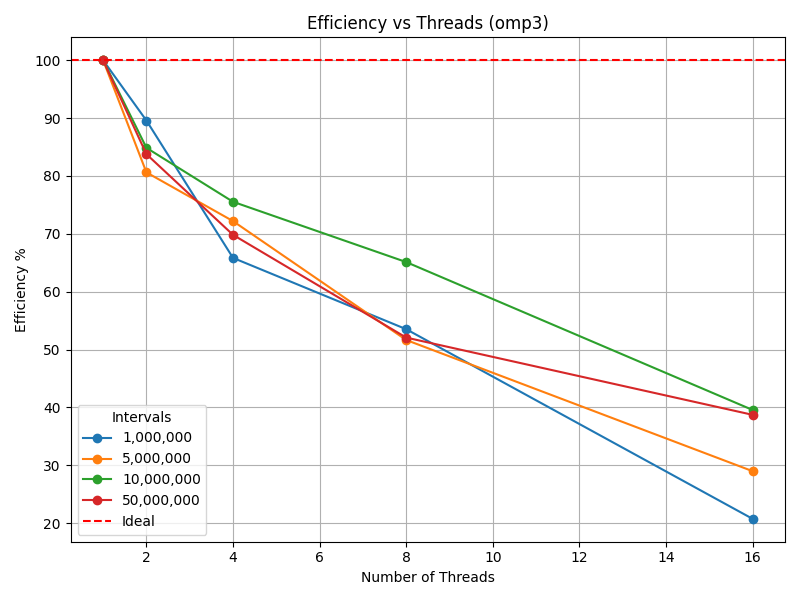 Efficiency vs Threads (omp3)
Efficiency %
100
90
80
70
60
50
40
30
20
Intervals
1,000,000
5,000,000
10,000,000
50,000,000
Ideal
2 4 6 8 10 12 14 16
Number of Threads